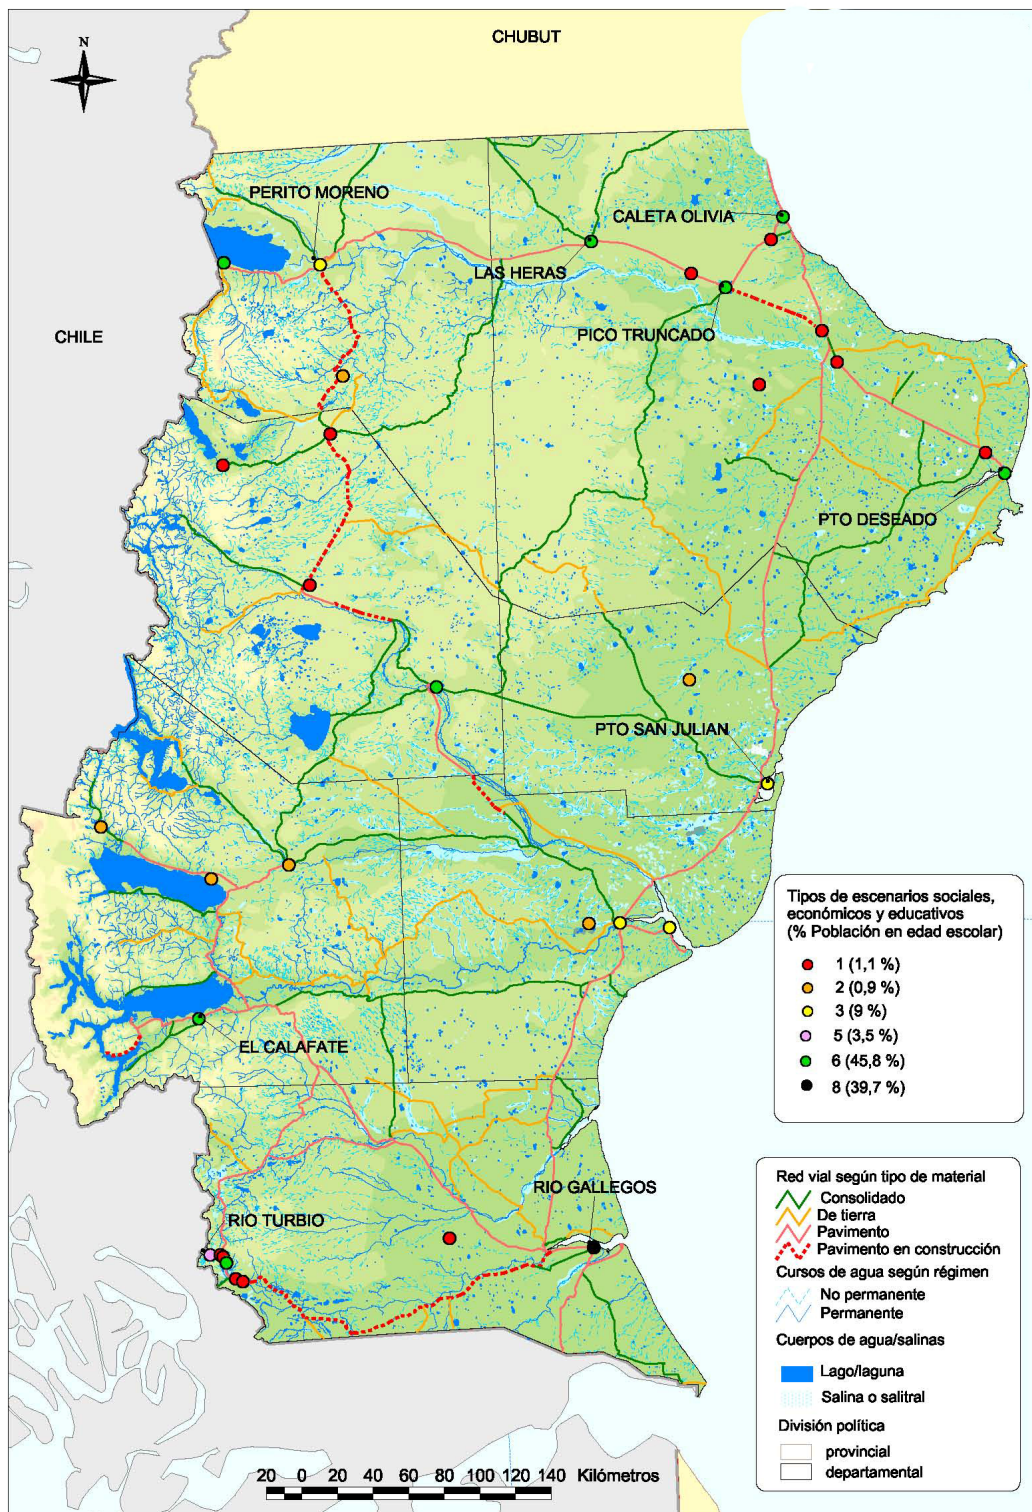 CHUBUT
N
PERITO MORENO
CALETA OLIVIA
LAS HERAS
CHILE
PICO TRUNCADO
PTO DESEADO
PTO SAN JULIAN
EL CALAFATE
RIO GALLEGOS
RIO TURBIO
Tipos de escenarios sociales,
económicos y educativos
(% Población en edad escolar)
1 (1,1 %)
2 (0,9 %)
3 (9 %)
5 (3,5 %)
6 (45,8 %)
8 (39,7 %)
Red vial según tipo de material
Consolidado
De tierra
Pavimento
Pavimento en construcción
Cursos de agua según régimen
No permanente
Permanente
Cuerpos de agua/salinas
Lago/laguna
Salina o salitral
División política
provincial
departamental
20 0 20 40 60 80 100 120 140 Kilómetros